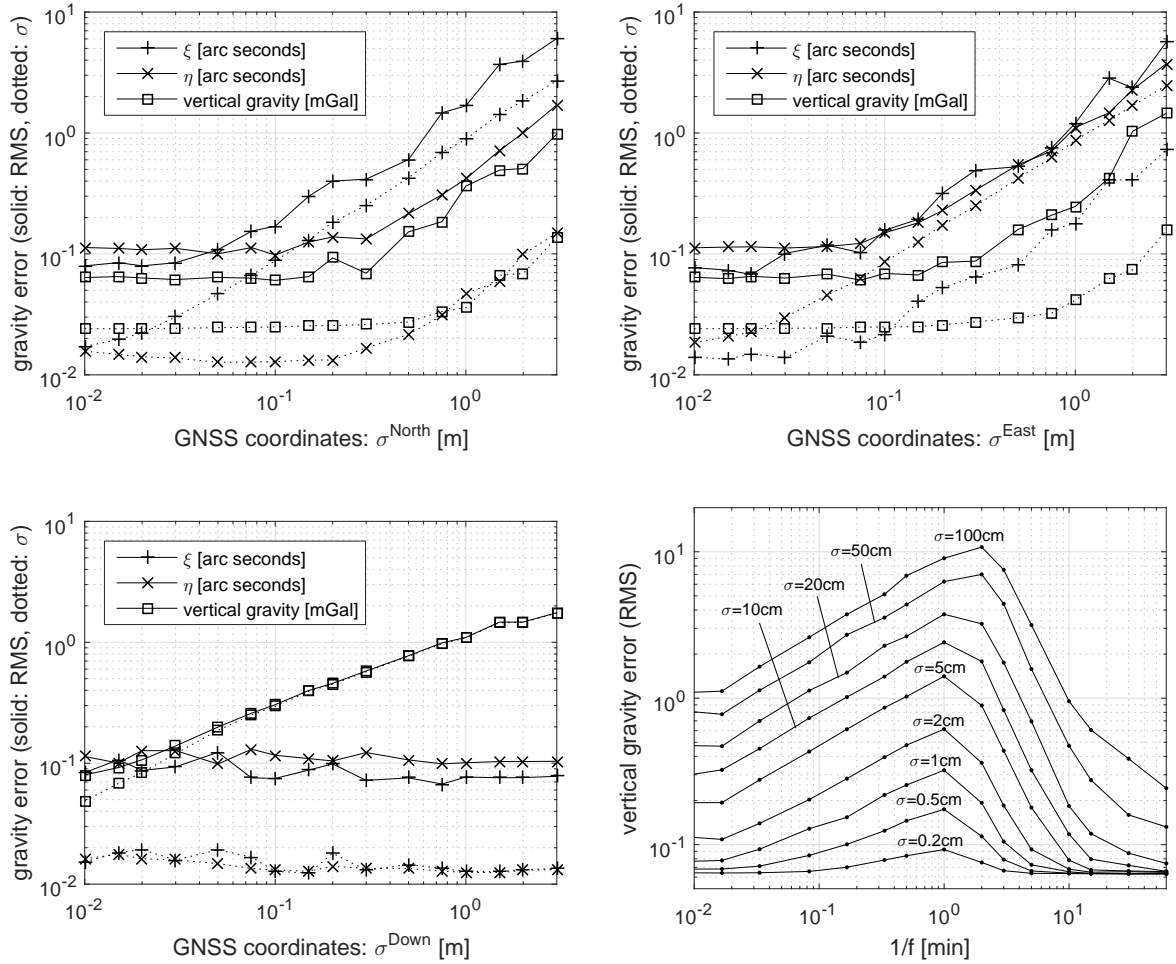 gravity error (solid: RMS, dotted: σ)
10^1
10^0
10^-1
10^-2
ξ [arc seconds]
η [arc seconds]
vertical gravity [mGal]
10^-2
10^-1
10^0
GNSS coordinates: σ^North [m]
gravity error (solid: RMS, dotted: σ)
10^1
10^0
10^-1
10^-2
ξ [arc seconds]
η [arc seconds]
vertical gravity [mGal]
10^-2
10^-1
10^0
GNSS coordinates: σ^East [m]
gravity error (solid: RMS, dotted: σ)
10^1
10^0
10^-1
10^-2
ξ [arc seconds]
η [arc seconds]
vertical gravity [mGal]
10^-2
10^-1
10^0
GNSS coordinates: σ^Down [m]
vertical gravity error (RMS)
10^1
10^0
10^-1
σ=100cm
σ=50cm
σ=20cm
σ=10cm
σ=5cm
σ=2cm
σ=1cm
σ=0.5cm
σ=0.2cm
10^-2
10^-1
10^0
10^1
1/f [min]